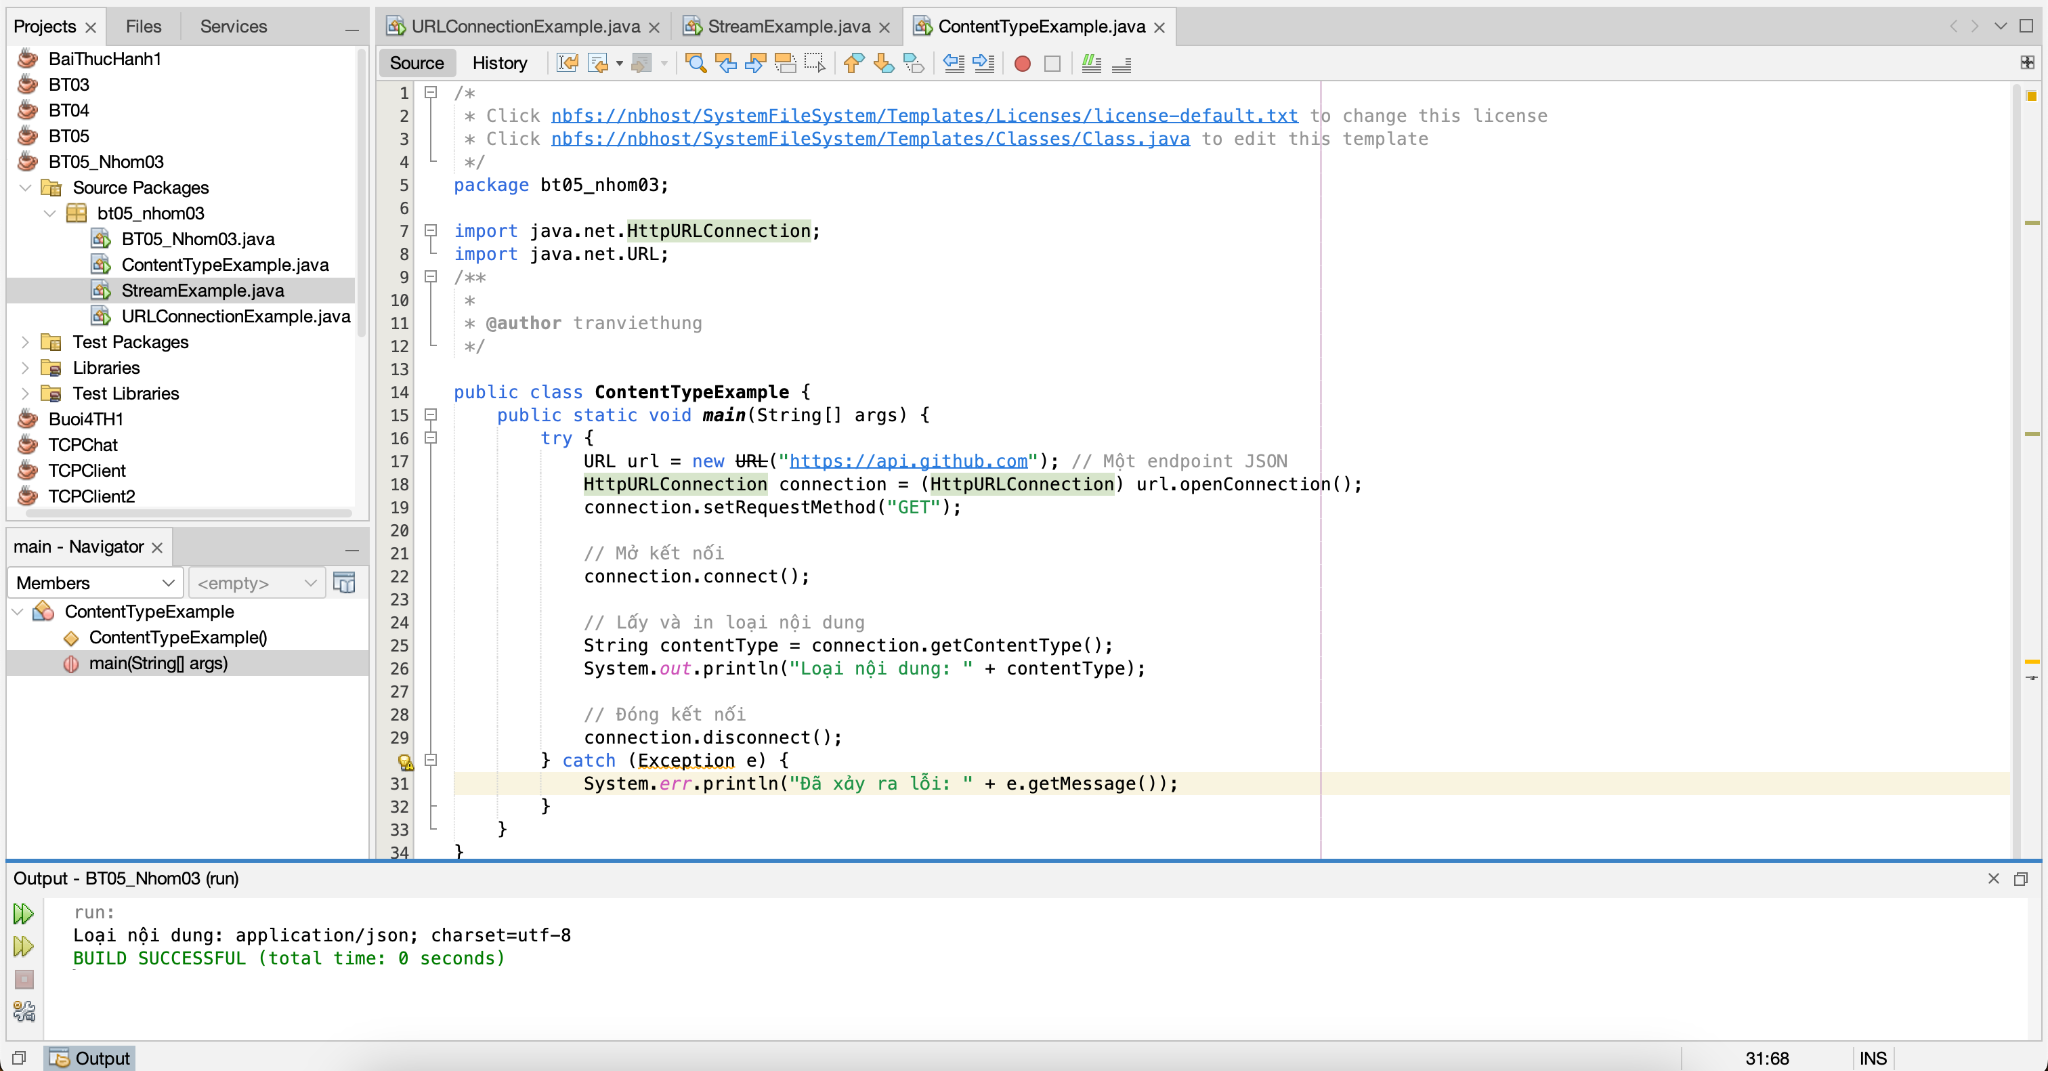 Projects
Files
Services
BaiThucHanh1
BT03
BT04
BT05
BT05_Nhom03
Source Packages
bt05_nhom03
BT05_Nhom03.java
ContentTypeExample.java
StreamExample.java
URLConnectionExample.java
Test Packages
Libraries
Test Libraries
Buoi4TH1
TCPChat
TCPClient
TCPClient2
main - Navigator
Members
<empty>
ContentTypeExample
ContentTypeExample()
main(String[] args)
URLConnectionExample.java
StreamExample.java
ContentTypeExample.java
Source
History
1 /*
2 * Click nbfs://nbhost/SystemFileSystem/Templates/Licenses/license-default.txt to change this license
3 * Click nbfs://nbhost/SystemFileSystem/Templates/Classes/Class.java to edit this template
4 */
5 package bt05_nhom03;
6
7 import java.net.HttpURLConnection;
8 import java.net.URL;
9 /**
10 *
11 * @author tranviethung
12 */
13
14 public class ContentTypeExample {
15 public static void main(String[] args) {
16 try {
17 URL url = new URL("https://api.github.com"); // Một endpoint JSON
18 HttpURLConnection connection = (HttpURLConnection) url.openConnection();
19 connection.setRequestMethod("GET");
20
21 // Mở kết nối
22 connection.connect();
23
24 // Lấy và in loại nội dung
25 String contentType = connection.getContentType();
26 System.out.println("Loại nội dung: " + contentType);
27
28 // Đóng kết nối
29 connection.disconnect();
} catch (Exception e) {
31 System.err.println("Đã xảy ra lỗi: " + e.getMessage());
32 }
33 }
34 }
Output - BT05_Nhom03 (run)
run:
Loại nội dung: application/json; charset=utf-8
BUILD SUCCESSFUL (total time: 0 seconds)
Output
31:68
INS